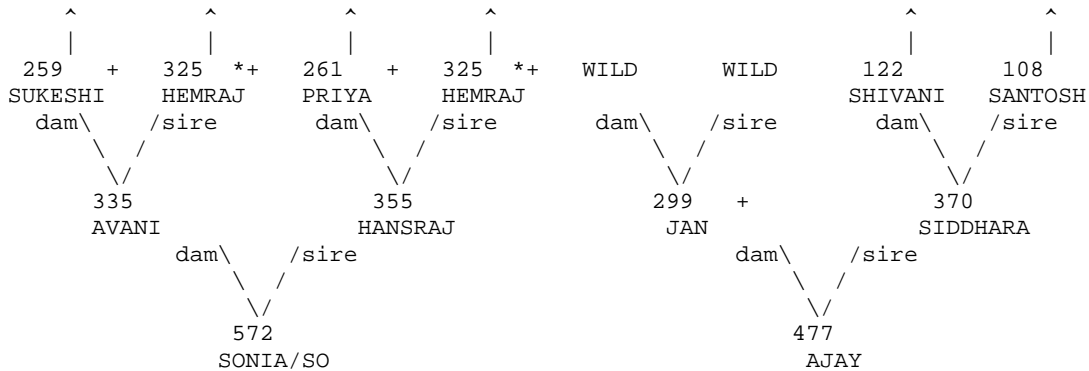 ^ ^ ^ ^ ^ ^
| | | | | |
259 + 325 *+ 261 + 325 *+ WILD WILD 122 108
SUKESHI HEMRAJ PRIYA HEMRAJ SHIVANI SANTOSH
dam\ /sire dam\ /sire dam\ /sire dam\ /sire
\ / \ / \ / \ /
\/ \/ \/ \/
335 355 299 + 370
AVANI HANSRAJ JAN SIDDHARA
dam\ /sire dam\ /sire
\ / \ /
\/ \/
572 477
SONIA/SO AJAY